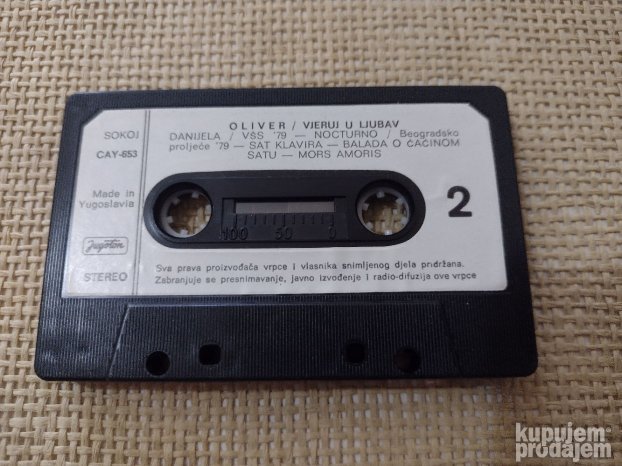 OLIVER / VJERUJ U LJUBAV
SOKOJ
DANIJELA / VŠS '79 — NOCTURNO / Beogradsko
CAY-653
proljeće '79 — SAT KLAVIRA — BALADA O ĆAĆINOM
SATU — MORS AMORIS
Made in
Yugoslavia
2
100 50 0
Jugoton
STEREO
Sva prava proizvođača vrpce i vlasnika snimljenog djela pridržana.
Zabranjuje se presnimavanje, javno izvođenje i radio-difuzija ove vrpce
kupujem
prodajem